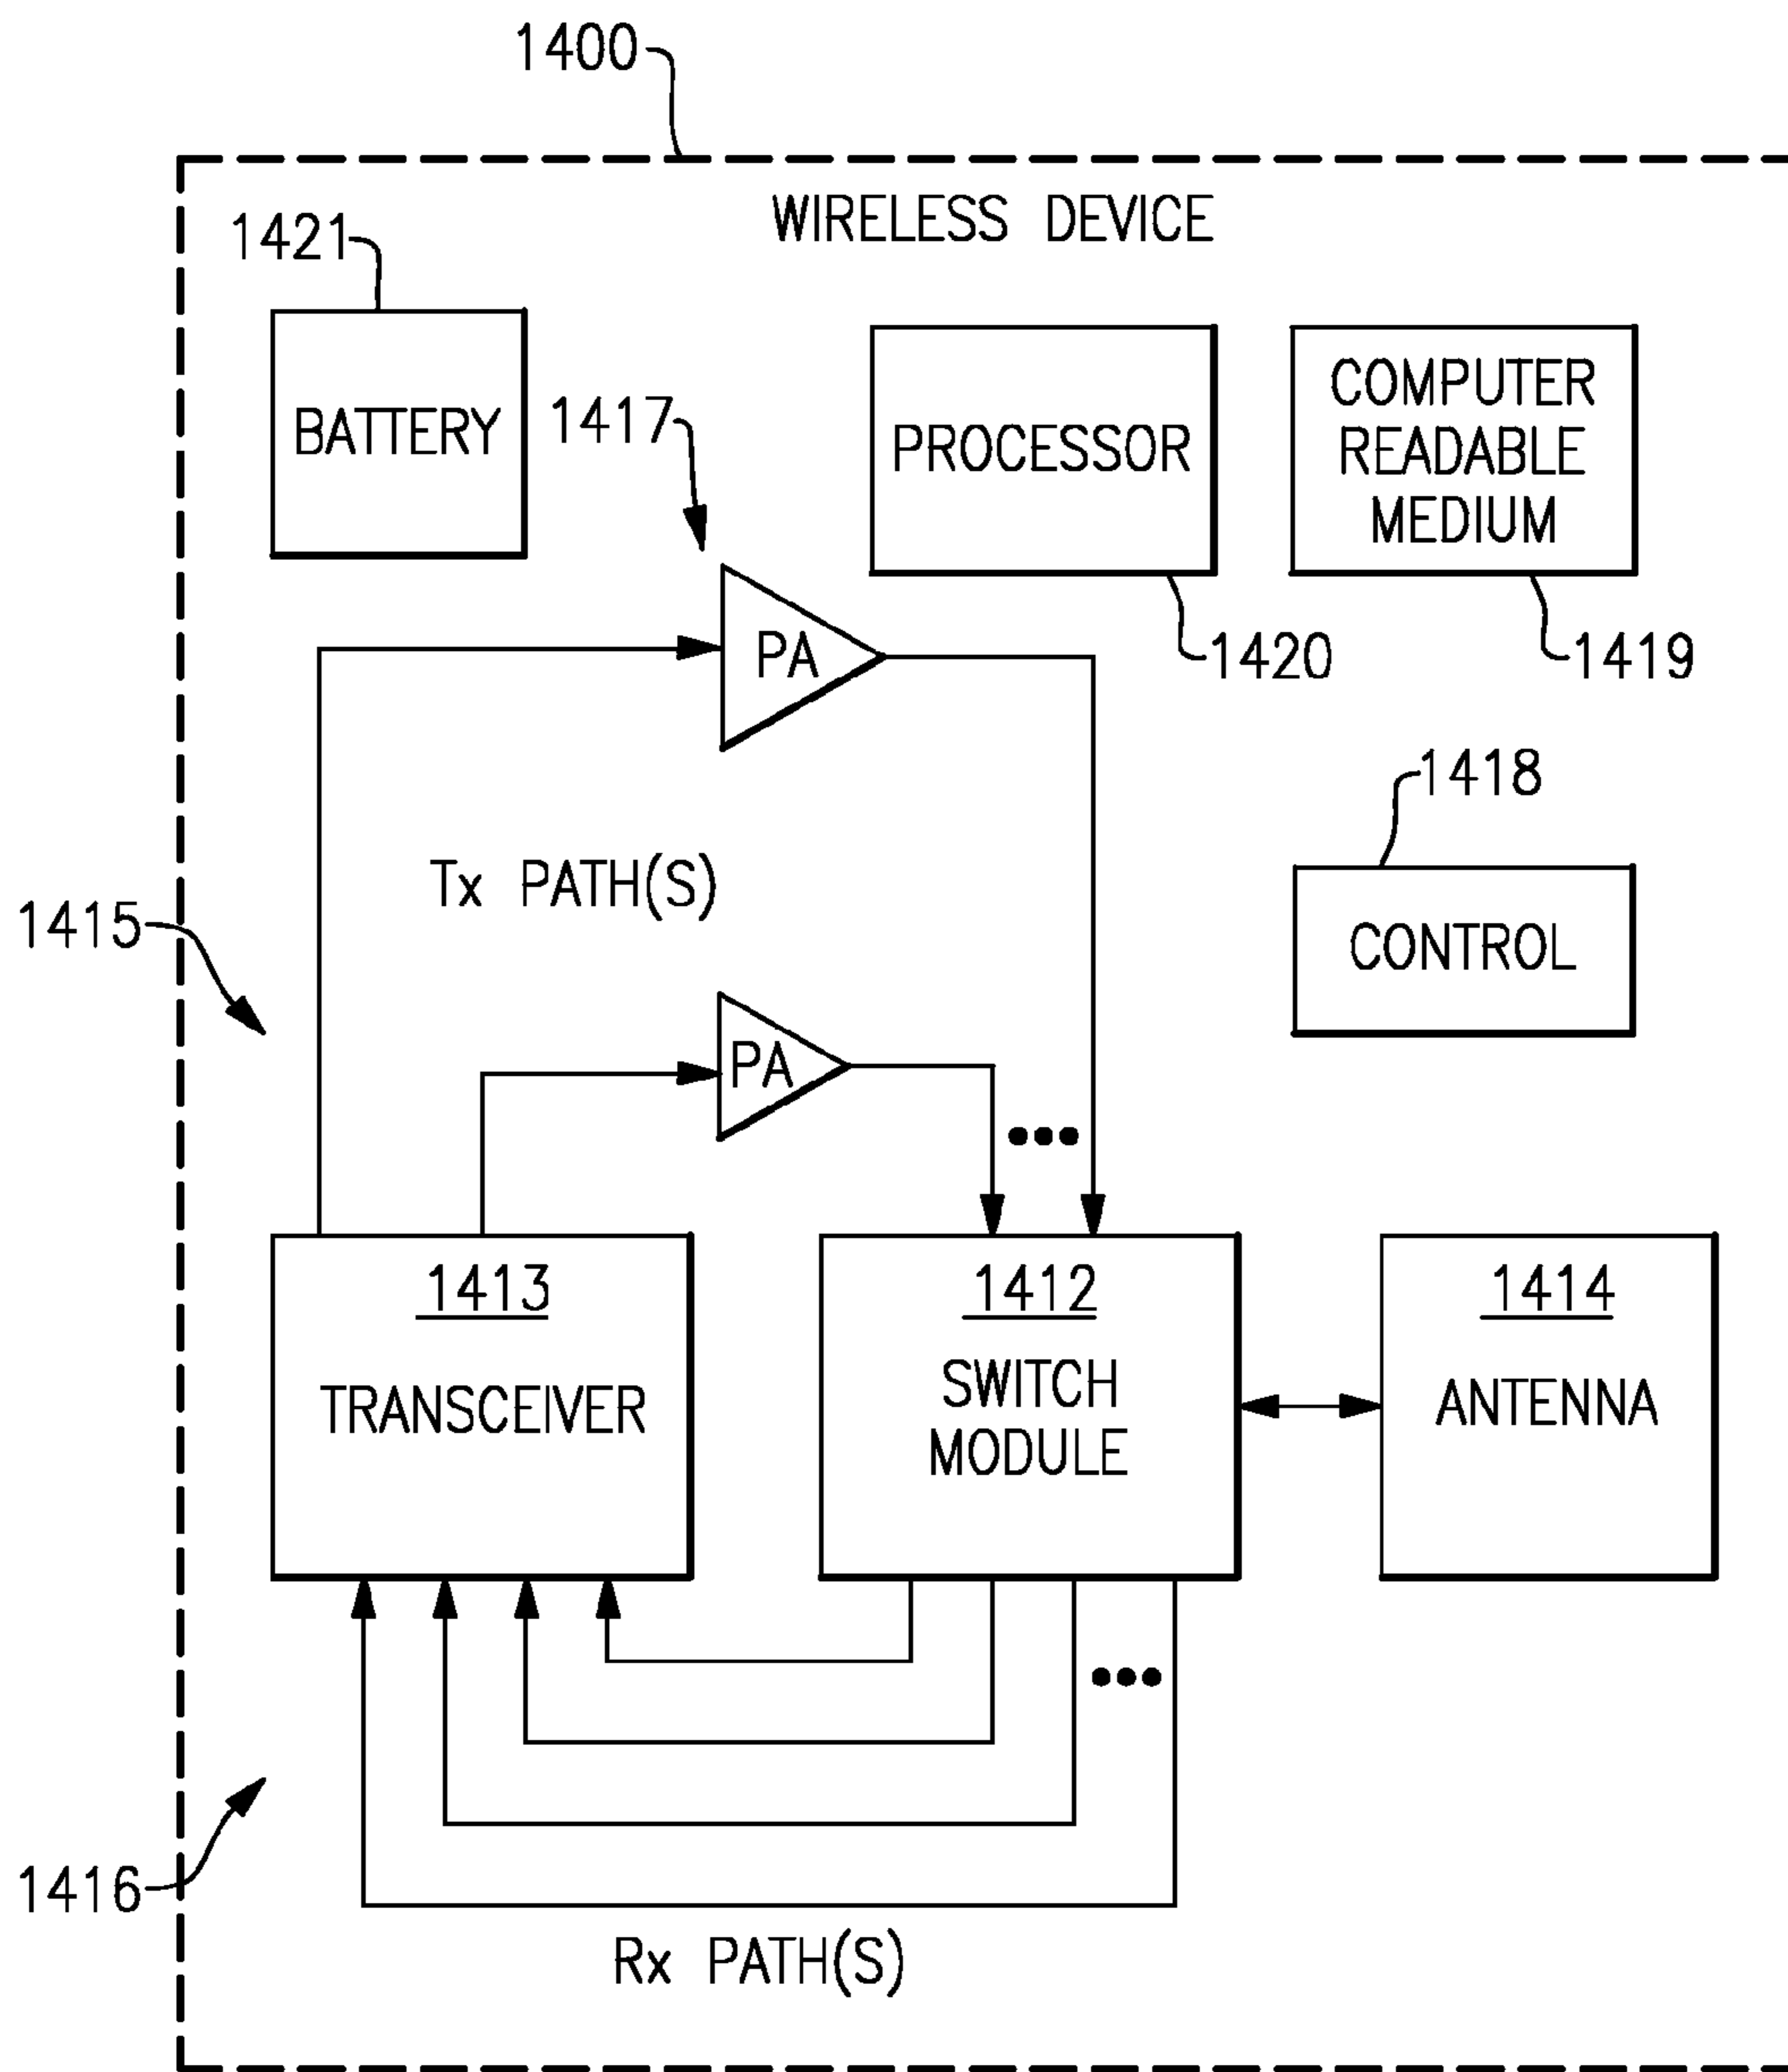 1400
WIRELESS DEVICE
1421
BATTERY
1417
PROCESSOR
COMPUTER
READABLE
MEDIUM
PA
1420
1419
1418
Tx PATH(S)
1415
CONTROL
PA
1413
TRANSCEIVER
1412
SWITCH
MODULE
1414
ANTENNA
1416
Rx PATH(S)